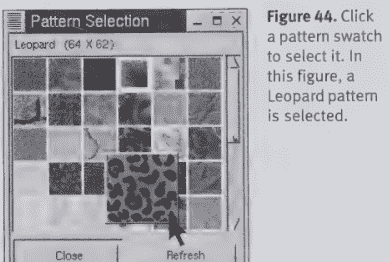 Pattern Selection
Leopard (64 X 62)
Close
Refresh
Figure 44. Click
a pattern swatch
to select it. In
this figure, a
Leopard pattern
is selected.